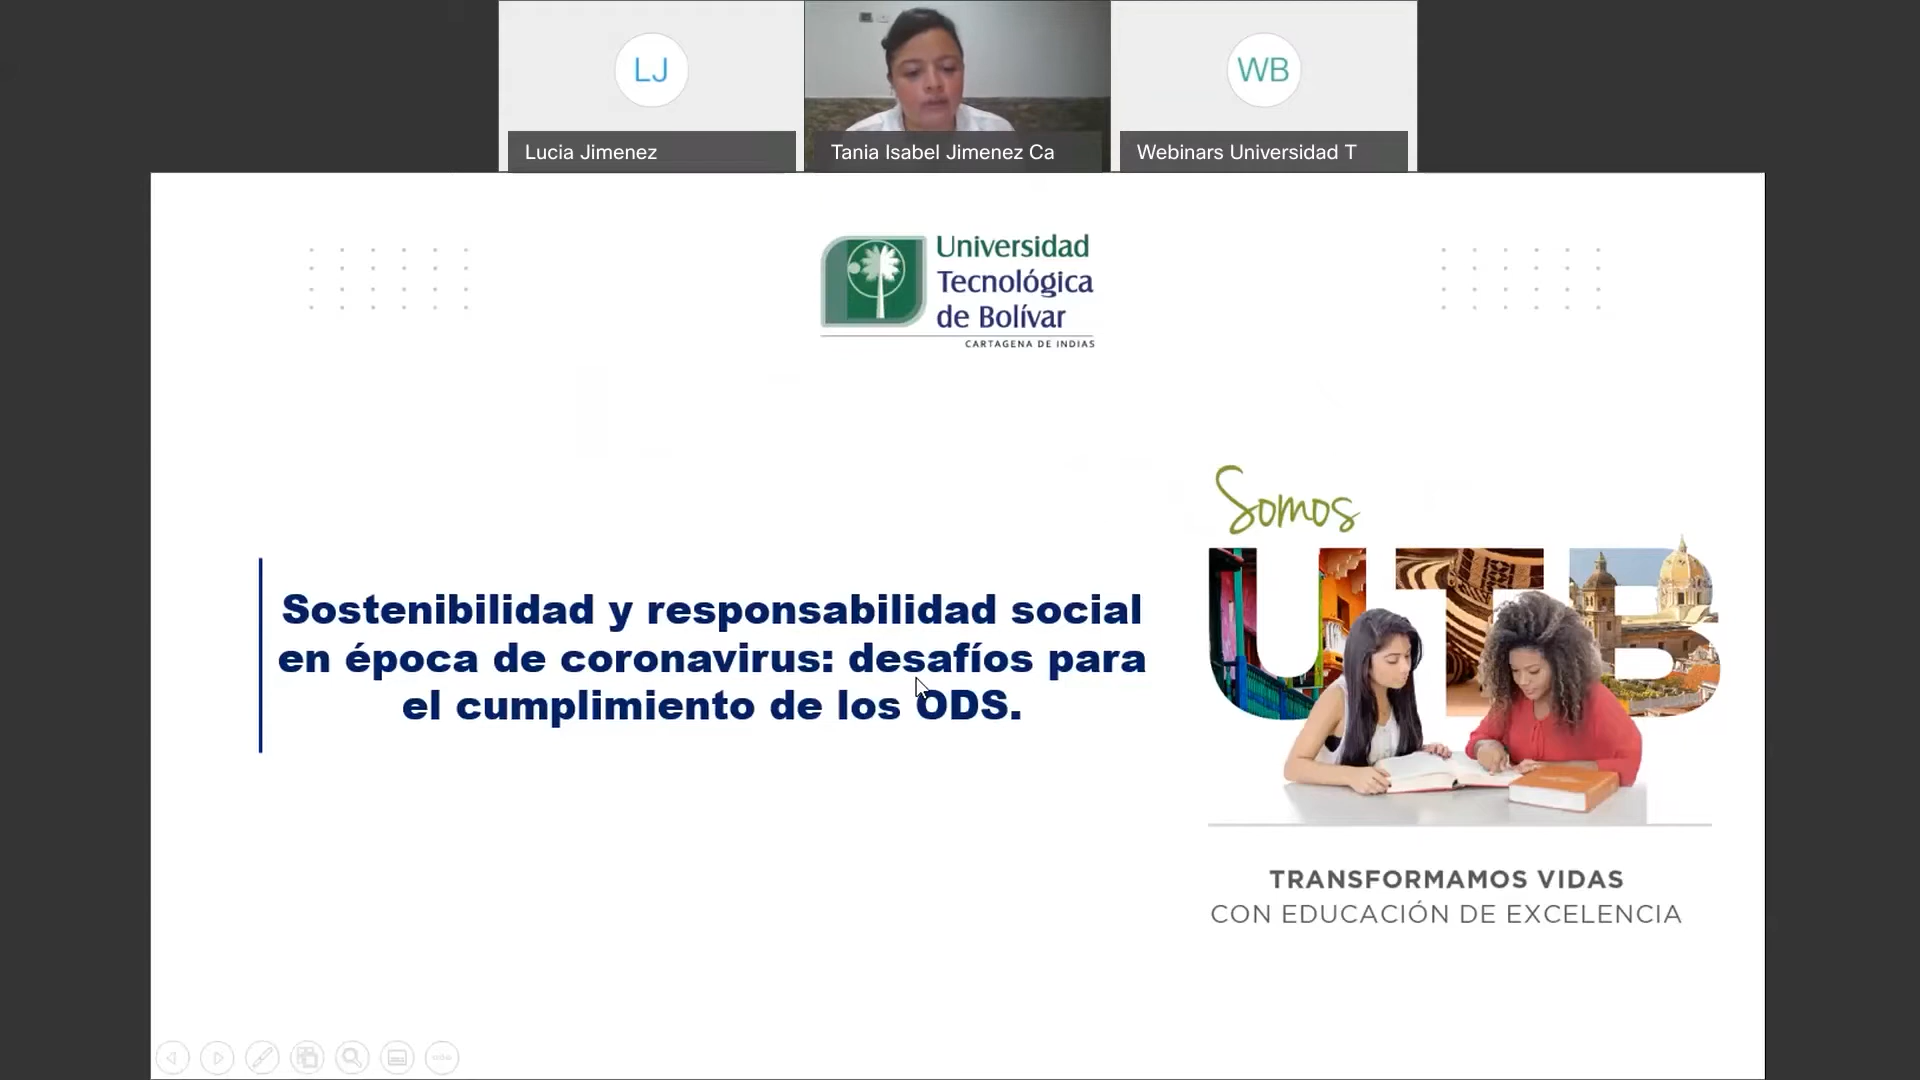 LJ
WB
Lucia Jimenez
Tania Isabel Jimenez Ca
Webinars Universidad T
Universidad
Tecnológica
de Bolívar
CARTAGENA DE INDIAS
Somos
UTB
Sostenibilidad y responsabilidad social
en época de coronavirus: desafíos para
el cumplimiento de los ODS.
TRANSFORMAMOS VIDAS
CON EDUCACIÓN DE EXCELENCIA